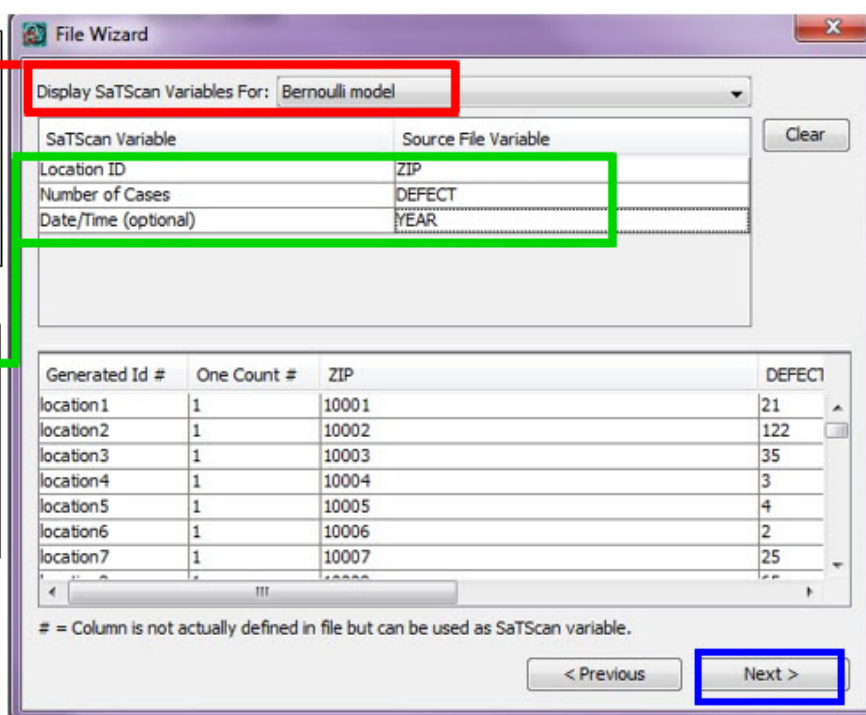 File Wizard
Display SaTScan Variables For: Bernoulli model
SaTScan Variable Source File Variable Clear
Location ID ZIP
Number of Cases DEFECT
Date/Time (optional) YEAR
Generated Id # One Count # ZIP DEFECT
location1 1 10001 21
location2 1 10002 122
location3 1 10003 35
location4 1 10004 3
location5 1 10005 4
location6 1 10006 2
location7 1 10007 25
# = Column is not actually defined in file but can be used as SaTScan variable.
< Previous Next >